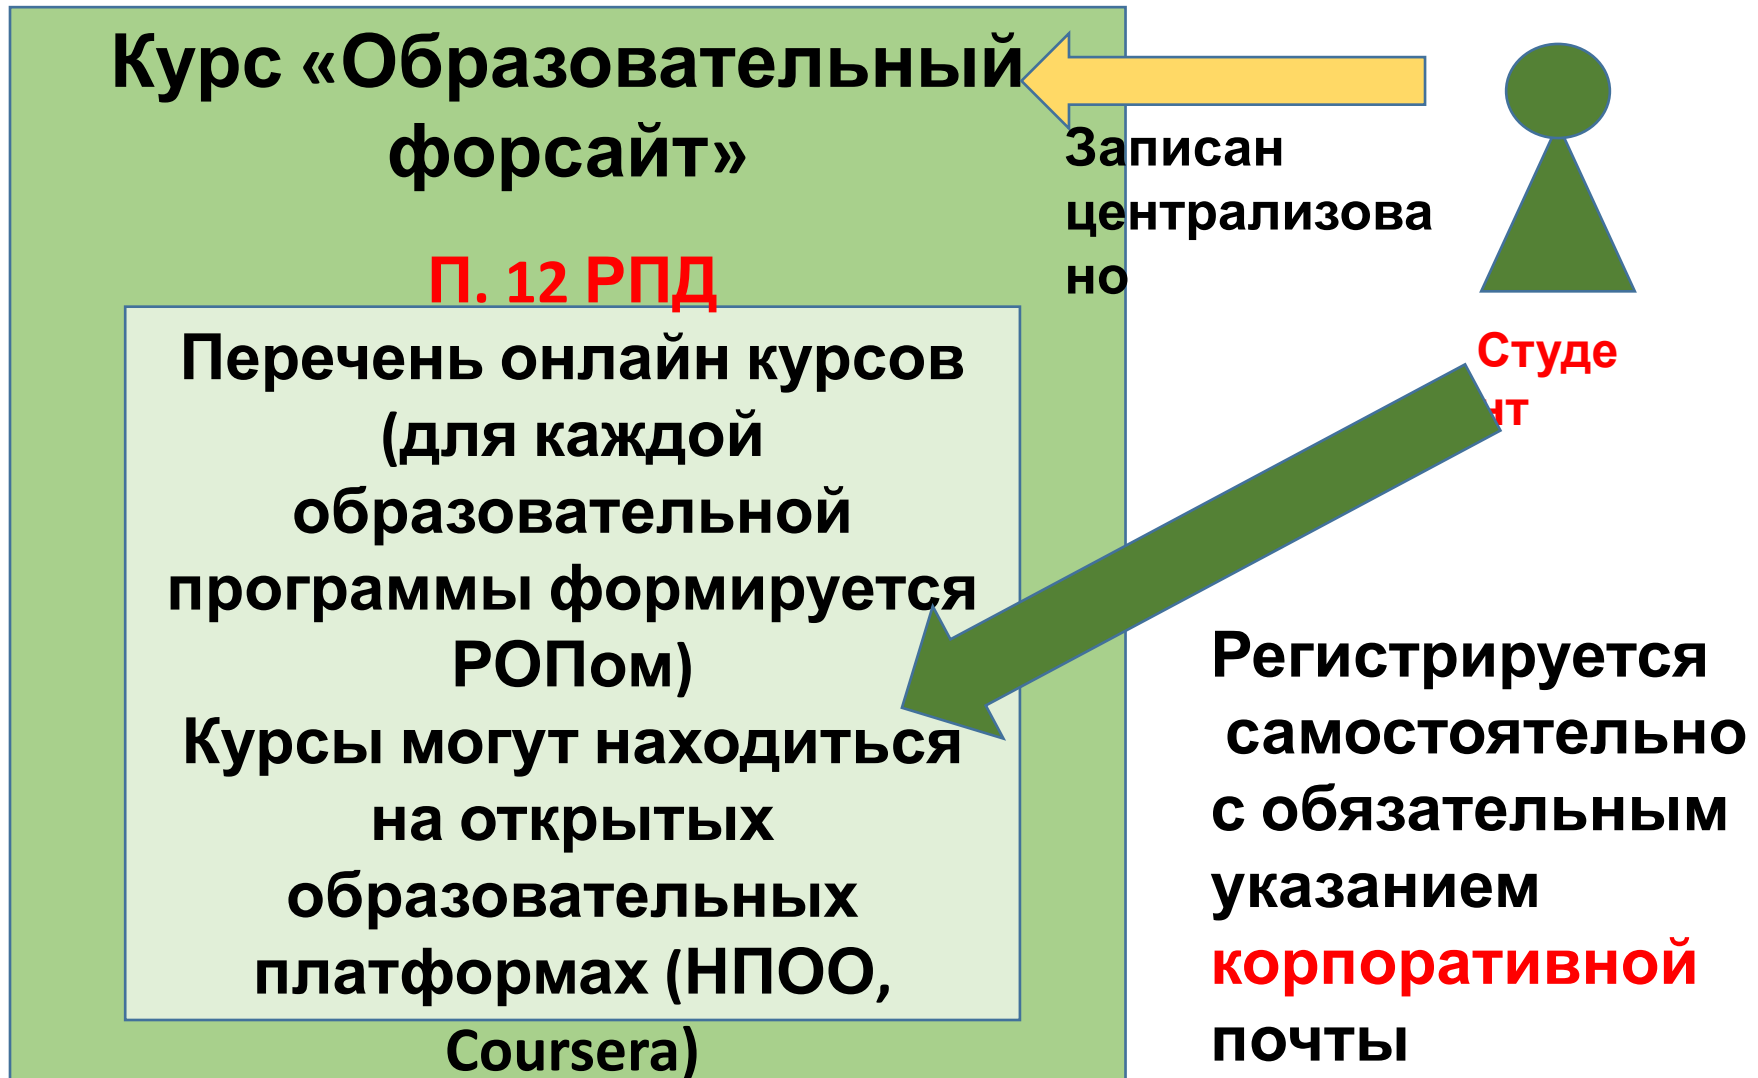 Курс «Образовательный
форсайт»
П. 12 РПД
Перечень онлайн курсов
(для каждой
образовательной
программы формируется
РОПом)
Курсы могут находиться
на открытых
образовательных
платформах (НПОО,
Coursera)
Записан
централизова
но
Студе
нт
Регистрируется
самостоятельно
с обязательным
указанием
корпоративной
почты